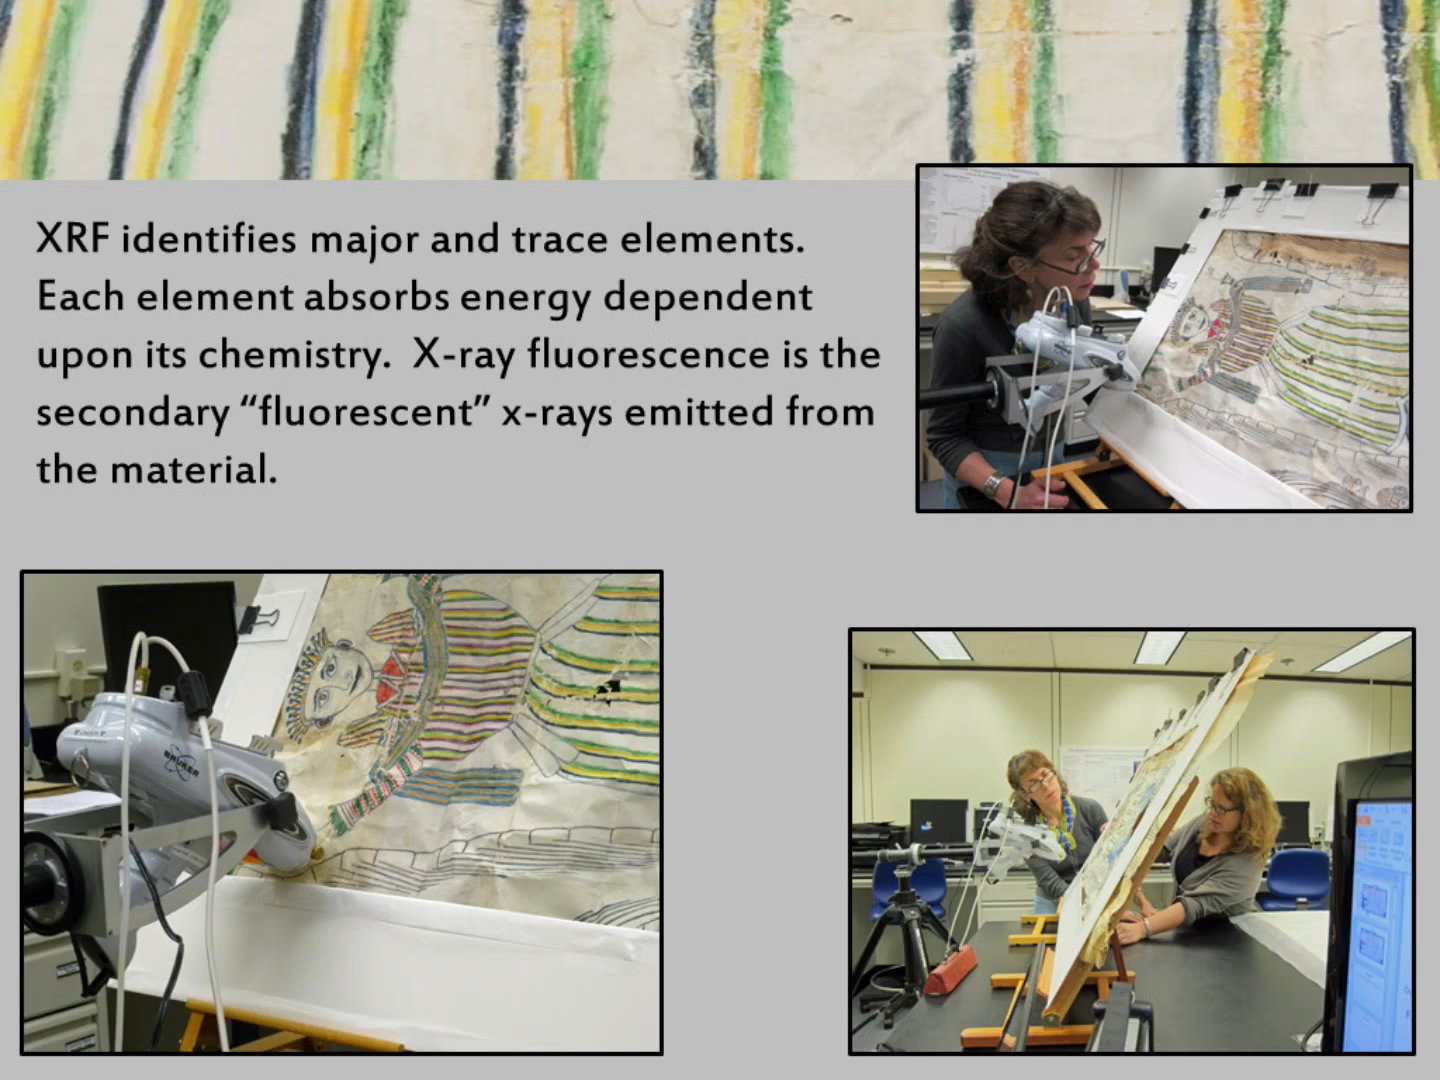 XRF identifies major and trace elements.
Each element absorbs energy dependent
upon its chemistry.  X-ray fluorescence is the
secondary “fluorescent” x-rays emitted from
the material.
BRUKER